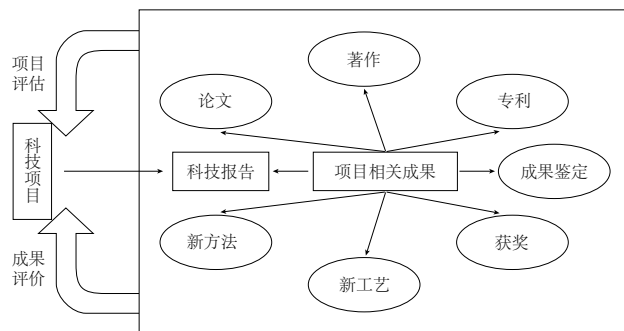 项目
评估
著作
论文
专利
科技项目
科技报告
项目相关成果
成果鉴定
新方法
获奖
成果
评价
新工艺